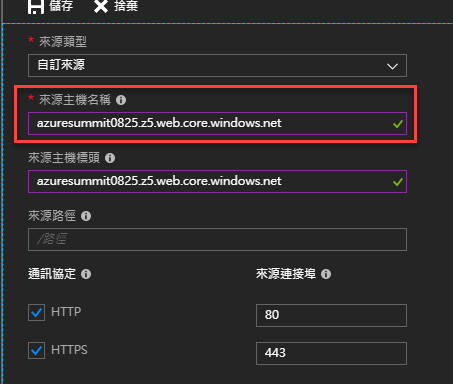 儲存 捨棄
* 來源類型
自訂來源
* 來源主機名稱
azuresummit0825.z5.web.core.windows.net
來源主機標頭
azuresummit0825.z5.web.core.windows.net
來源路徑
/路徑
通訊協定 來源連接埠
HTTP 80
HTTPS 443